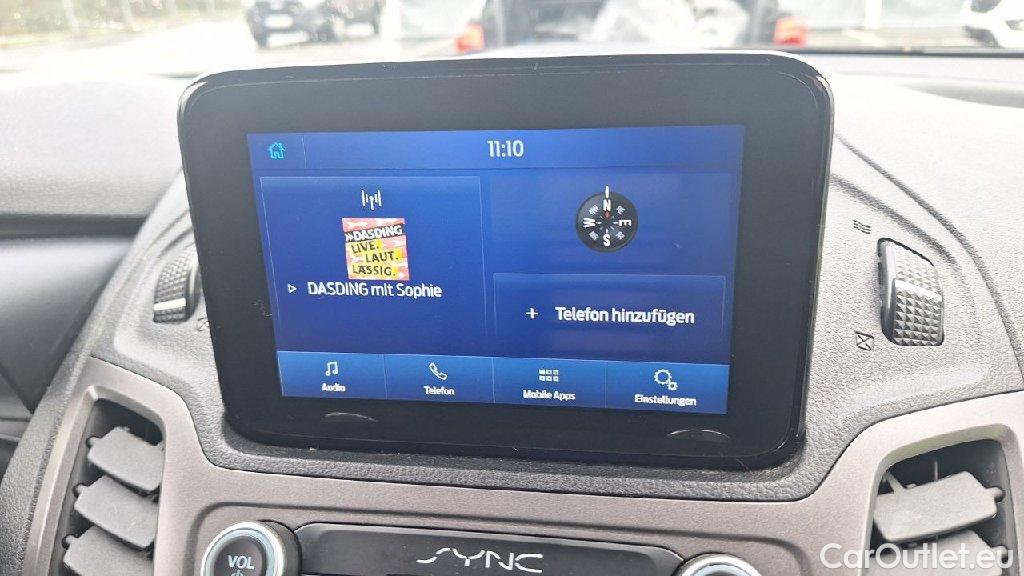 11:10
»DASDING
LIVE.
LAUT.
LÄSSIG.
DASDING mit Sophie
N
W E
S
+ Telefon hinzufügen
Audio
Telefon
Mobile Apps
Einstellungen
VOL
SYNC
CarOutlet.eu